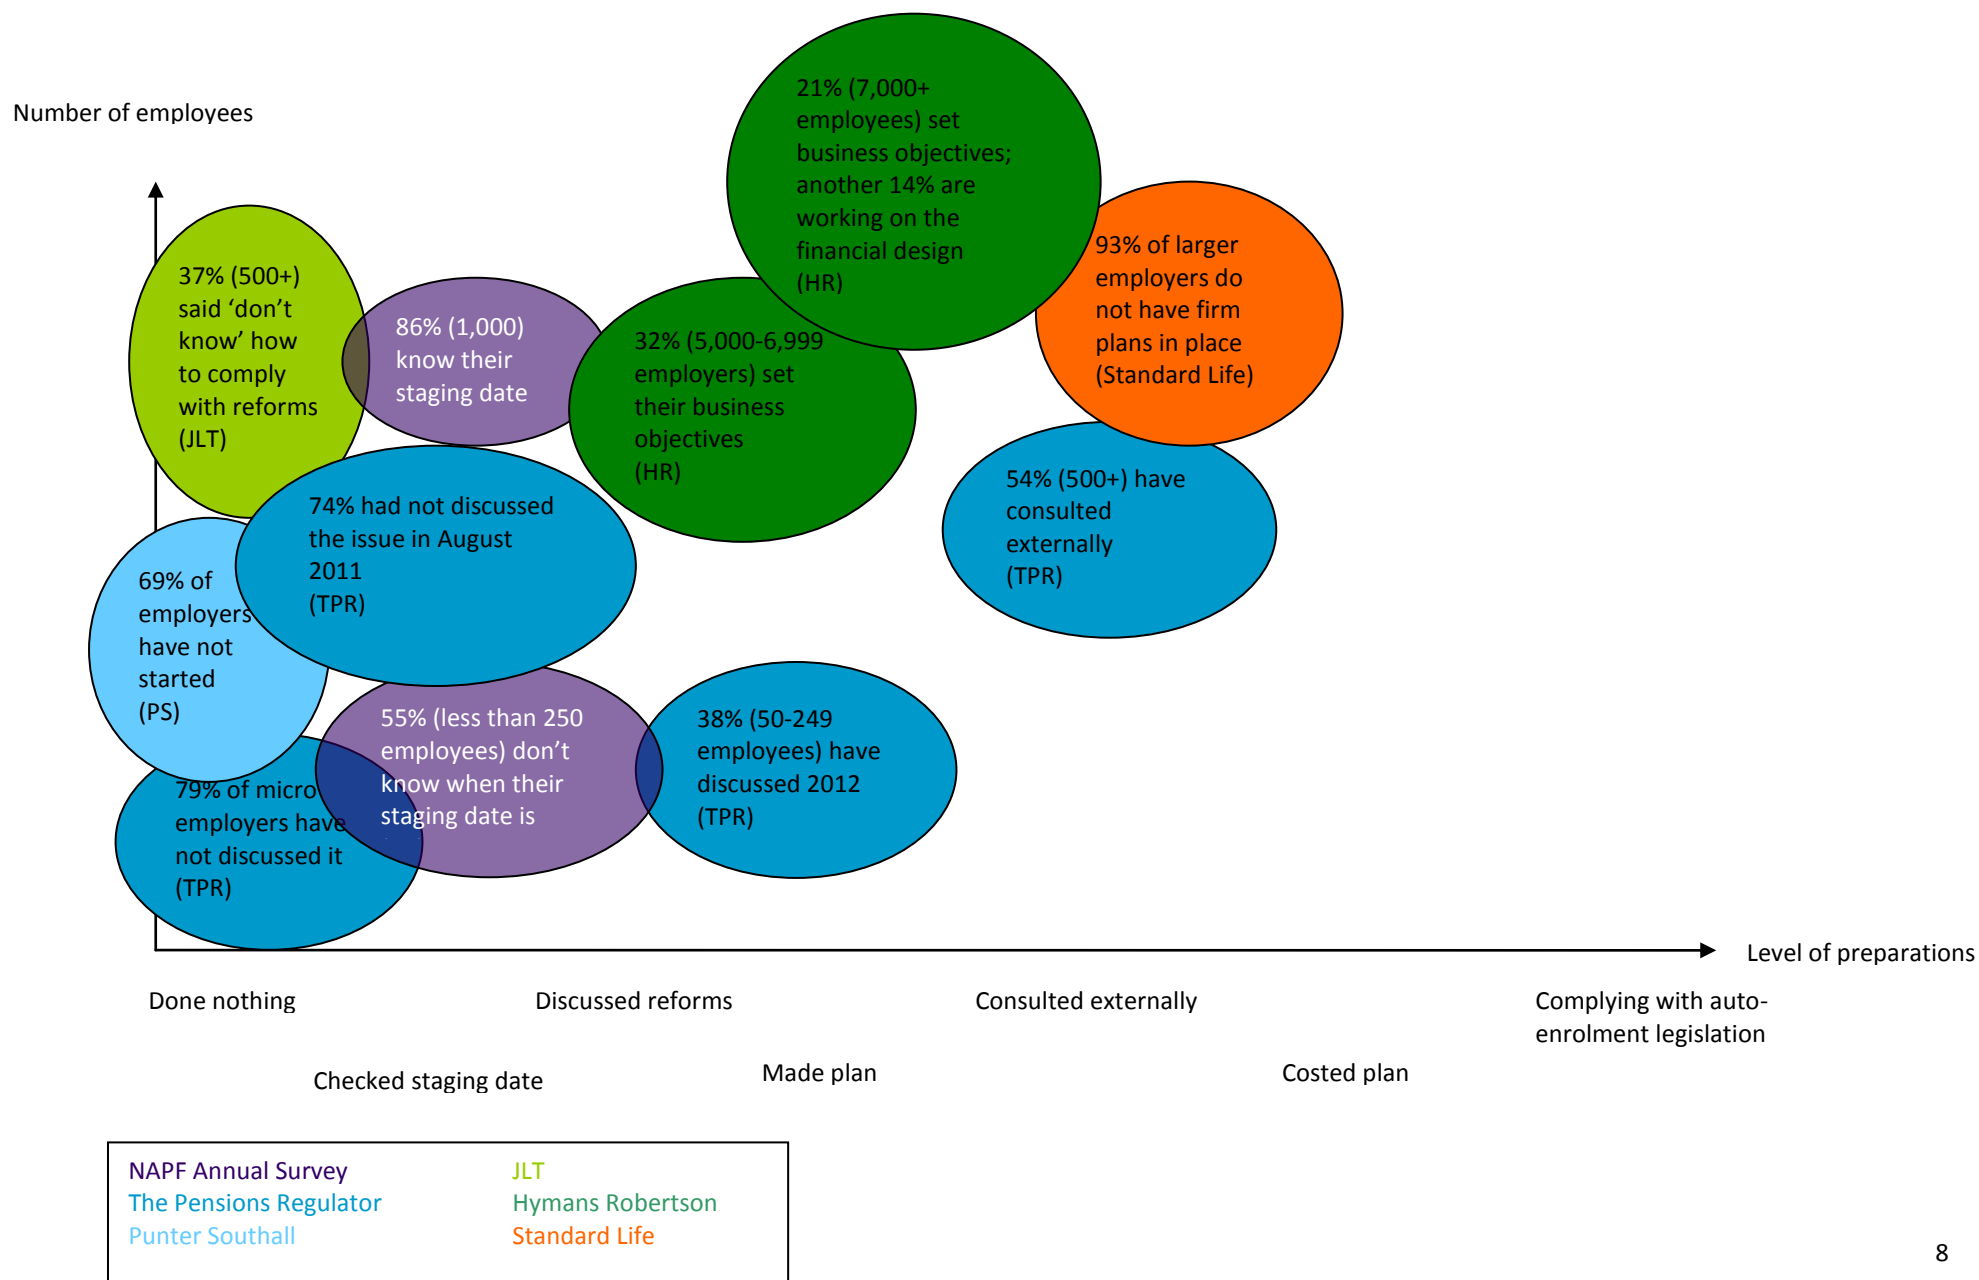 Number of employees
21% (7,000+
employees) set
business objectives;
another 14% are
working on the
financial design
(HR)
93% of larger
employers do
not have firm
plans in place
(Standard Life)
37% (500+)
said ‘don’t
know’ how
to comply
with reforms
(JLT)
86% (1,000)
know their
staging date
32% (5,000-6,999
employers) set
their business
objectives
(HR)
54% (500+) have
consulted
externally
(TPR)
74% had not discussed
the issue in August
2011
(TPR)
69% of
employers
have not
started
(PS)
55% (less than 250
employees) don’t
know when their
staging date is
38% (50-249
employees) have
discussed 2012
(TPR)
79% of micro
employers have
not discussed it
(TPR)
Level of preparations
Done nothing
Discussed reforms
Consulted externally
Complying with auto-
enrolment legislation
Checked staging date
Made plan
Costed plan
NAPF Annual Survey
The Pensions Regulator
Punter Southall
JLT
Hymans Robertson
Standard Life
8